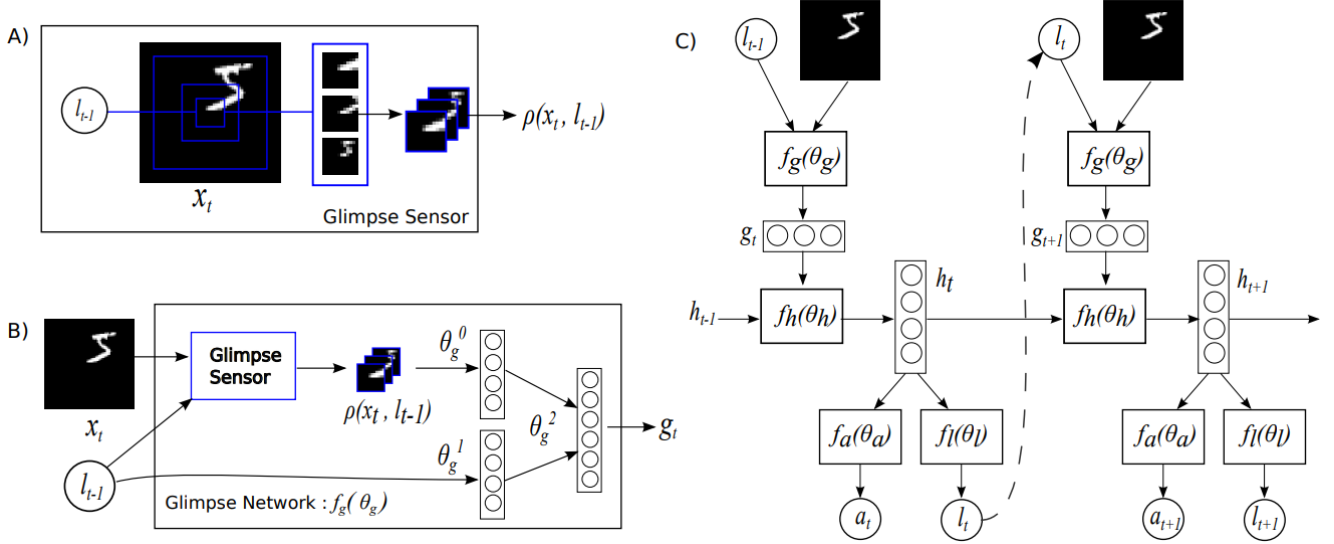 A)
l_{t-1}
x_t
ρ(x_t, l_{t-1})
Glimpse Sensor
B)
x_t
l_{t-1}
Glimpse
Sensor
ρ(x_t, l_{t-1})
θ_g^0
θ_g^1
θ_g^2
g_t
Glimpse Network : f_g(θ_g)
C)
l_{t-1}
f_g(θ_g)
g_t
h_{t-1}
f_h(θ_h)
h_t
f_a(θ_a)
f_l(θ_l)
a_t
l_t
l_t
f_g(θ_g)
g_{t+1}
f_h(θ_h)
h_{t+1}
f_a(θ_a)
f_l(θ_l)
a_{t+1}
l_{t+1}